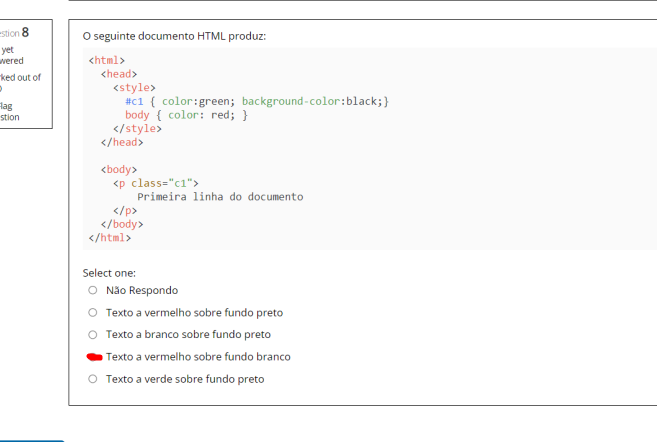 estion 8
yet
wered
ked out of
lag
stion
O seguinte documento HTML produz:
<html>
<head>
<style>
#c1 { color:green; background-color:black;}
body { color: red; }
</style>
</head>
<body>
<p class="c1">
Primeira linha do documento
</p>
</body>
</html>
Select one:
Não Respondo
Texto a vermelho sobre fundo preto
Texto a branco sobre fundo preto
Texto a vermelho sobre fundo branco
Texto a verde sobre fundo preto